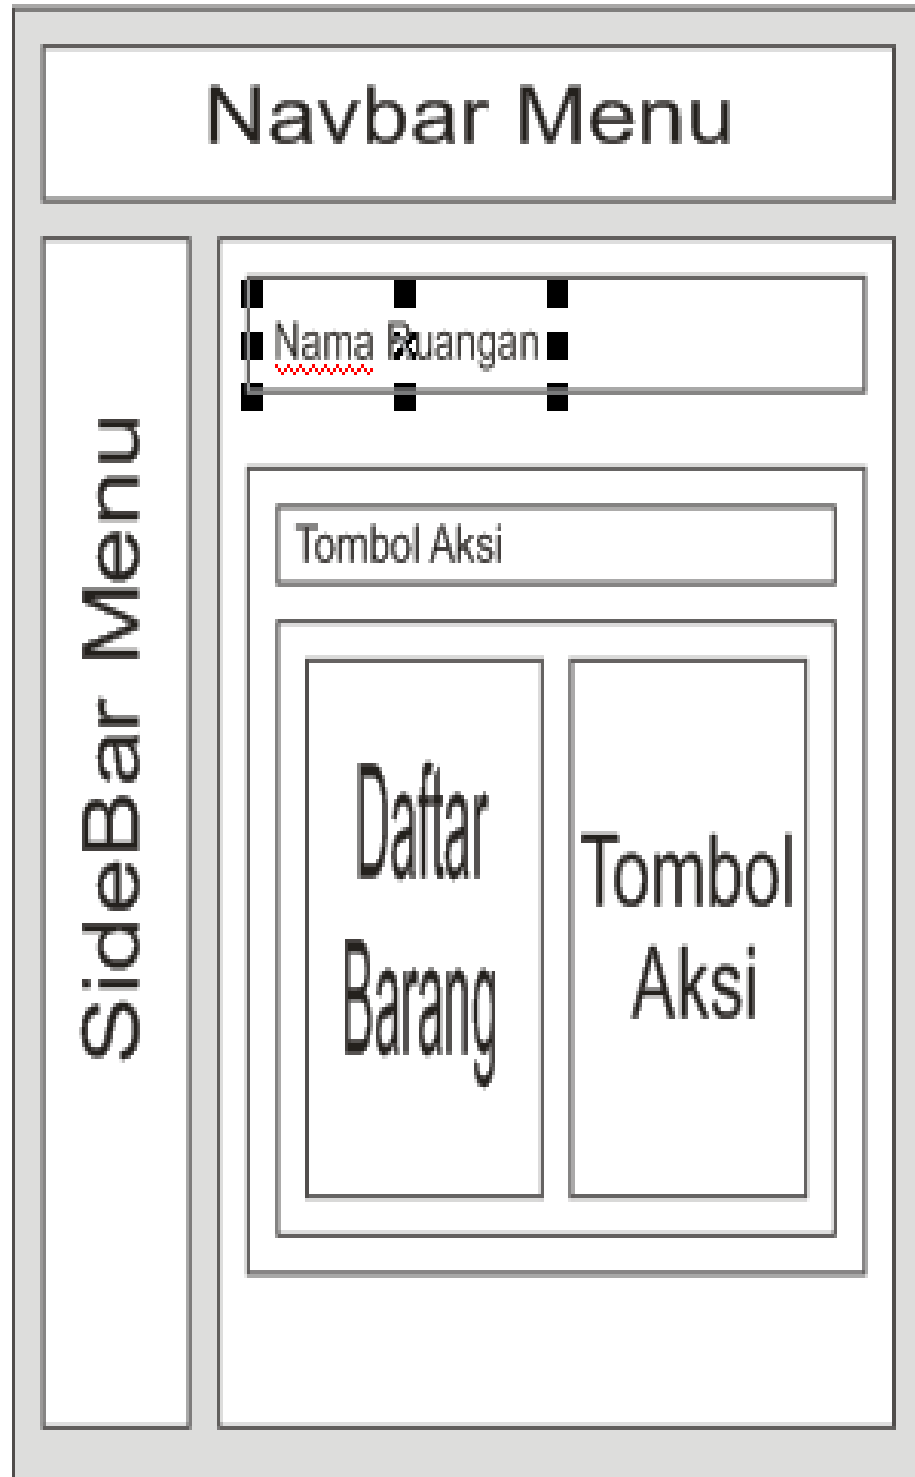 Navbar Menu
SideBar Menu
Nama Ruangan
Tombol Aksi
Daftar
Barang
Tombol
Aksi